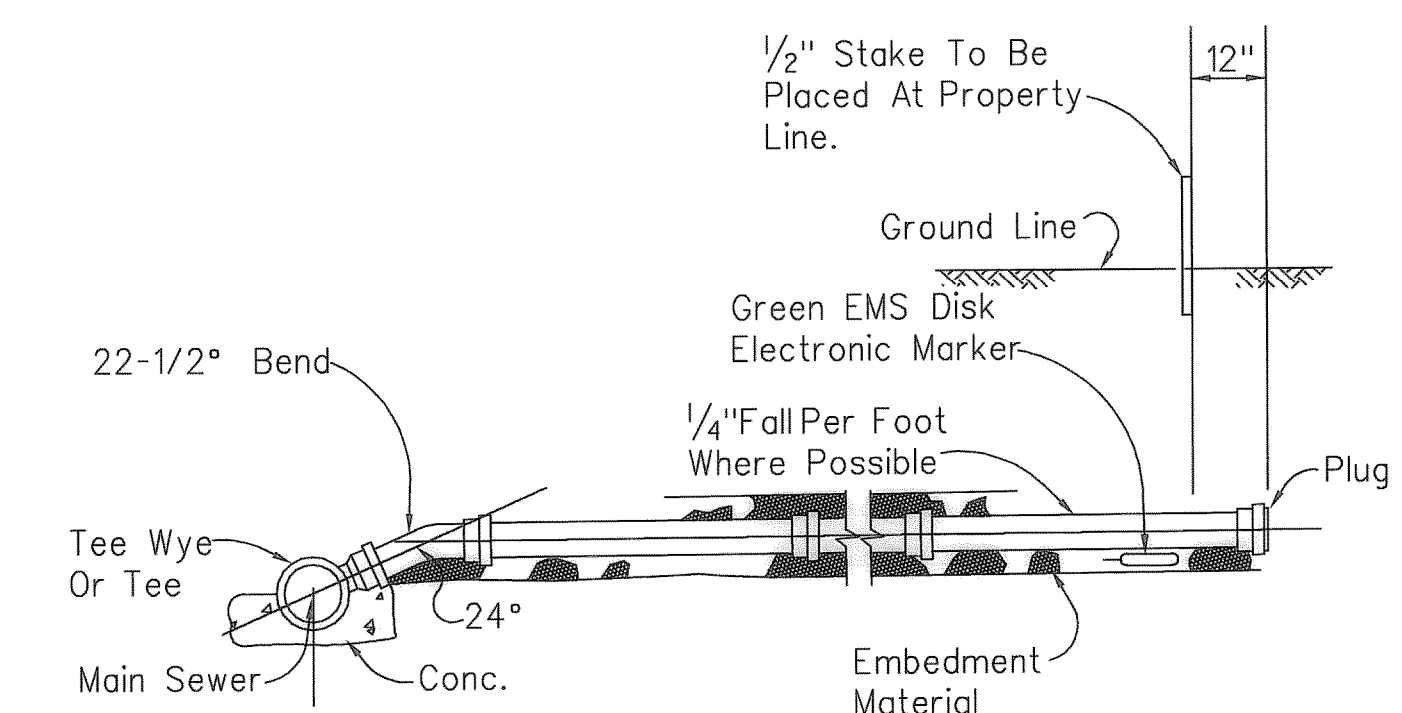 ½" Stake To Be
Placed At Property
Line.
12"
Ground Line
Green EMS Disk
Electronic Marker
22-1/2° Bend
¼" Fall Per Foot
Where Possible
Plug
Tee Wye
Or Tee
24°
Main Sewer
Conc.
Embedment
Material